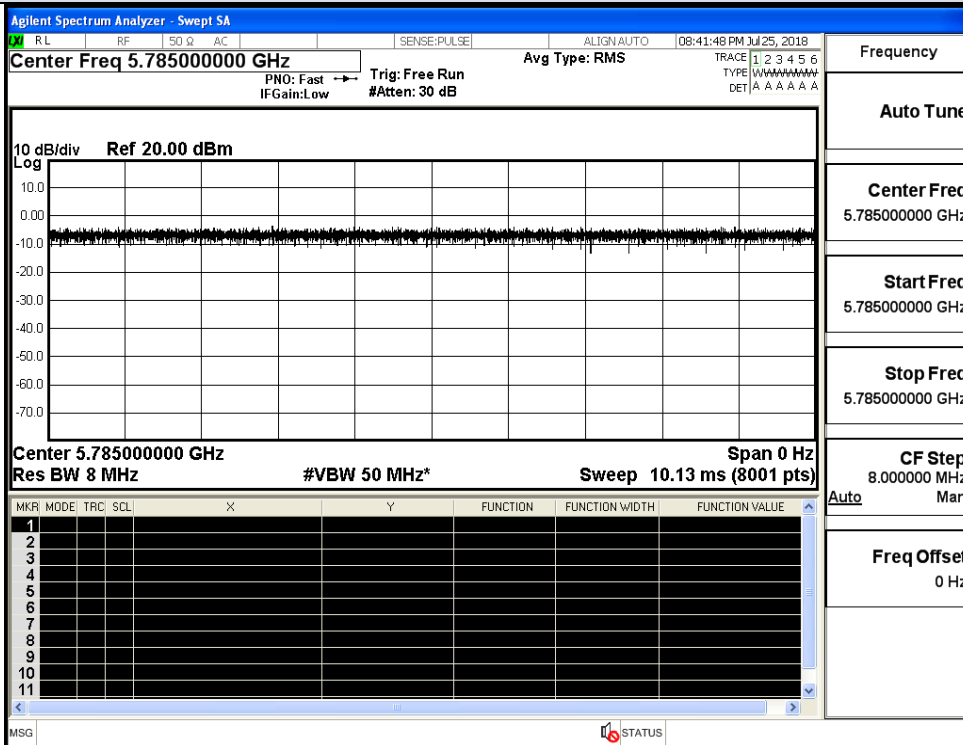 Agilent Spectrum Analyzer - Swept SA
LXI RL RF 50 Ω AC SENSE:PULSE ALIGN AUTO 08:41:48 PM Jul 25, 2018
Center Freq 5.785000000 GHz
Avg Type: RMS
TRACE 1 2 3 4 5 6
PNO: Fast
Trig: Free Run
TYPE WWWWWW
IFGain:Low
#Atten: 30 dB
DET A A A A A A
10 dB/div Ref 20.00 dBm
Log
10.0
0.00
-10.0
-20.0
-30.0
-40.0
-50.0
-60.0
-70.0
Center 5.785000000 GHz Span 0 Hz
Res BW 8 MHz #VBW 50 MHz* Sweep 10.13 ms (8001 pts)
MKR MODE TRC SCL X Y FUNCTION FUNCTION WIDTH FUNCTION VALUE
1
2
3
4
5
6
7
8
9
10
11
MSG STATUS
Frequency
Auto Tune
Center Freq
5.785000000 GHz
Start Freq
5.785000000 GHz
Stop Freq
5.785000000 GHz
CF Step
8.000000 MHz
Auto Man
Freq Offset
0 Hz